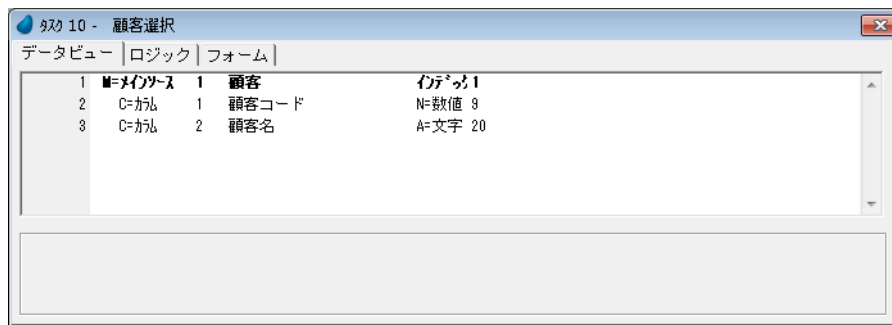 ﾀｽｸ 10 - 顧客選択
データビュー ロジック フォーム
1 M=ﾒｲﾝｿｰｽ 1 顧客 ｲﾝﾃﾞｯｸｽ 1
2 C=ｶﾗﾑ 1 顧客コード N=数値 9
3 C=ｶﾗﾑ 2 顧客名 A=文字 20